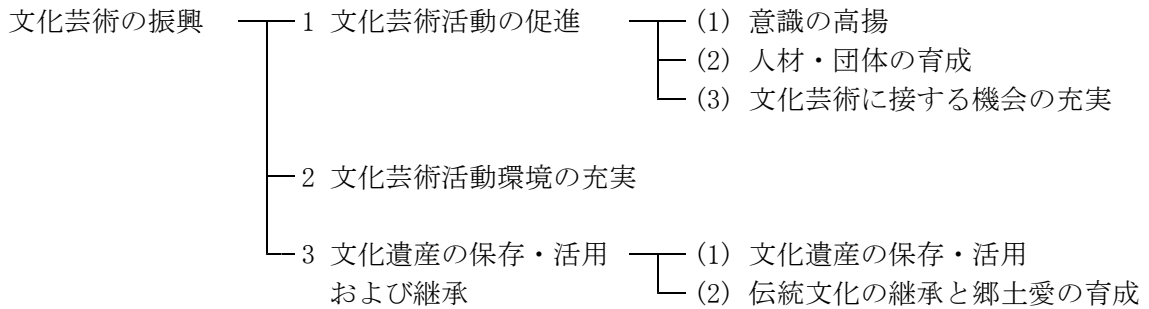 文化芸術の振興
1 文化芸術活動の促進
(1) 意識の高揚
(2) 人材・団体の育成
(3) 文化芸術に接する機会の充実
2 文化芸術活動環境の充実
3 文化遺産の保存・活用
および継承
(1) 文化遺産の保存・活用
(2) 伝統文化の継承と郷土愛の育成